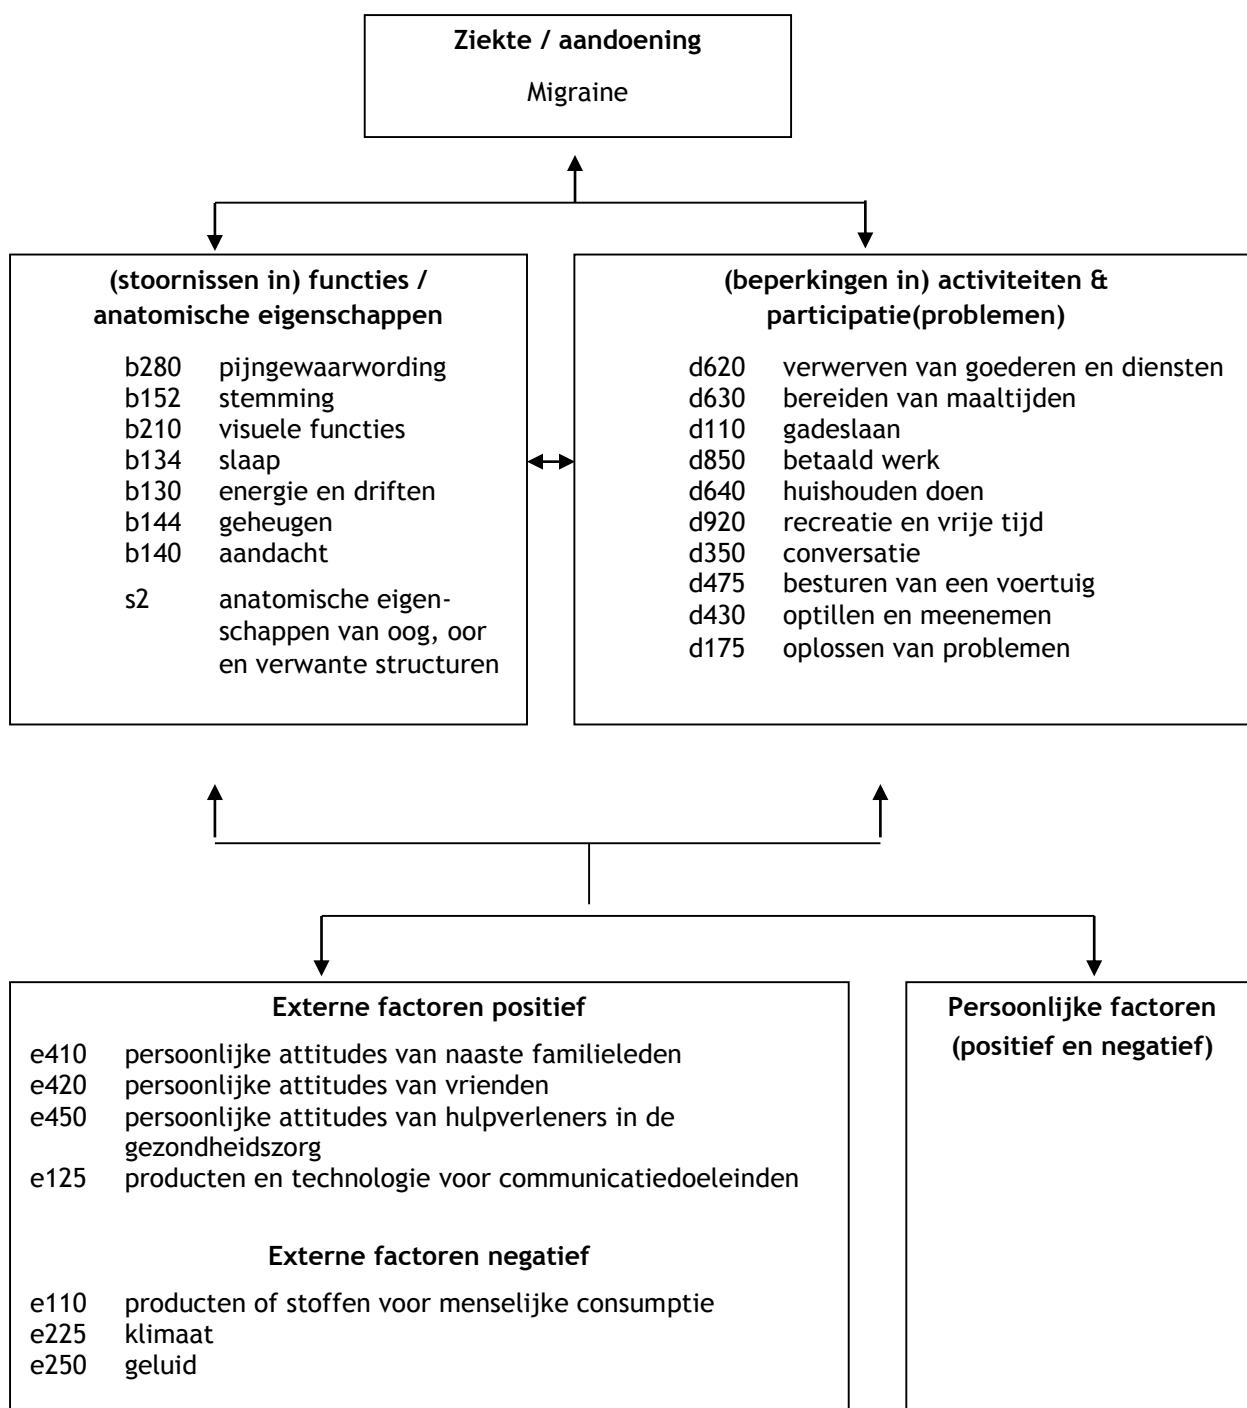 Ziekte / aandoening
Migraine
(stoornissen in) functies /
anatomische eigenschappen
b280 pijngewaarwording
b152 stemming
b210 visuele functies
b134 slaap
b130 energie en driften
b144 geheugen
b140 aandacht
s2 anatomische eigen-
schappen van oog, oor
en verwante structuren
(beperkingen in) activiteiten &
participatie(problemen)
d620 verwerven van goederen en diensten
d630 bereiden van maaltijden
d110 gadeslaan
d850 betaald werk
d640 huishouden doen
d920 recreatie en vrije tijd
d350 conversatie
d475 besturen van een voertuig
d430 optillen en meenemen
d175 oplossen van problemen
Externe factoren positief
e410 persoonlijke attitudes van naaste familieleden
e420 persoonlijke attitudes van vrienden
e450 persoonlijke attitudes van hulpverleners in de
gezondheidszorg
e125 producten en technologie voor communicatiedoeleinden
Externe factoren negatief
e110 producten of stoffen voor menselijke consumptie
e225 klimaat
e250 geluid
Persoonlijke factoren
(positief en negatief)